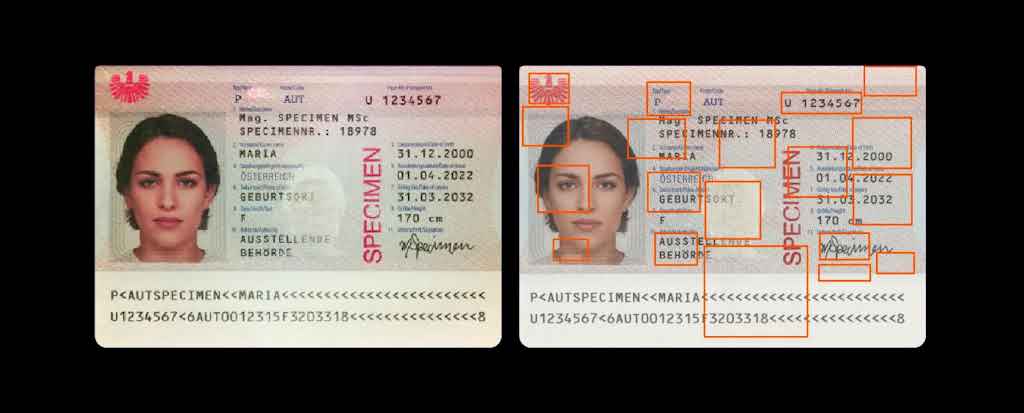 P AUT U 1234567
Mag. SPECIMEN MSc
SPECIMENNR.: 18978
MARIA 31.12.2000
ÖSTERREICH 01.04.2022
GEBURTSORT 31.03.2032
F 170 cm
AUSSTELLENDE
BEHÖRDE
Specimen
SPECIMEN
P<AUTSPECIMEN<<MARIA<<<<<<<<<<<<<<<<<<<<<<<<
U1234567<6AUT0012315F3203318<<<<<<<<<<<<<<<8
P AUT U 1234567
Mag. SPECIMEN MSc
SPECIMENNR.: 18978
MARIA 31.12.2000
ÖSTERREICH 01.04.2022
GEBURTSORT 31.03.2032
F 170 cm
AUSSTELLENDE
BEHÖRDE
Specimen
SPECIMEN
P<AUTSPECIMEN<<MARIA<<<<<<<<<<<<<<<<<<<<<<<<
U1234567<6AUT0012315F3203318<<<<<<<<<<<<<<<8